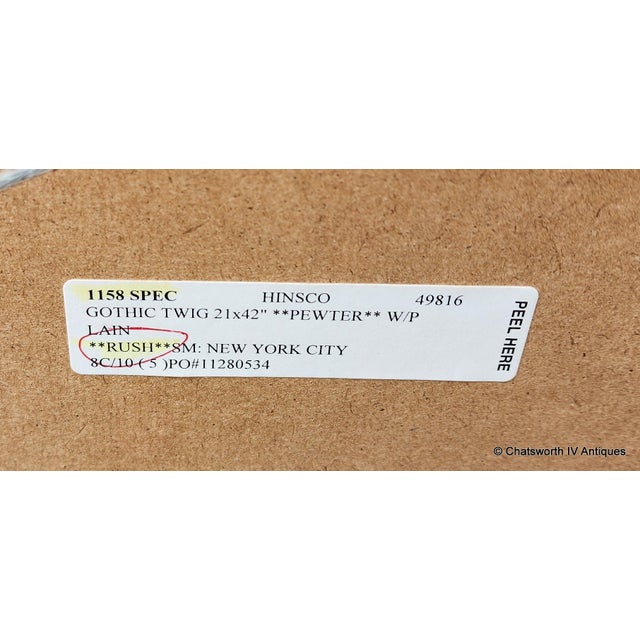 1158 SPEC HINSCO 49816
GOTHIC TWIG 21x42" **PEWTER** W/P
LAIN
**RUSH**SM: NEW YORK CITY
8C/10 ( 5 )PO#11280534
PEEL HERE
© Chatsworth IV Antiques